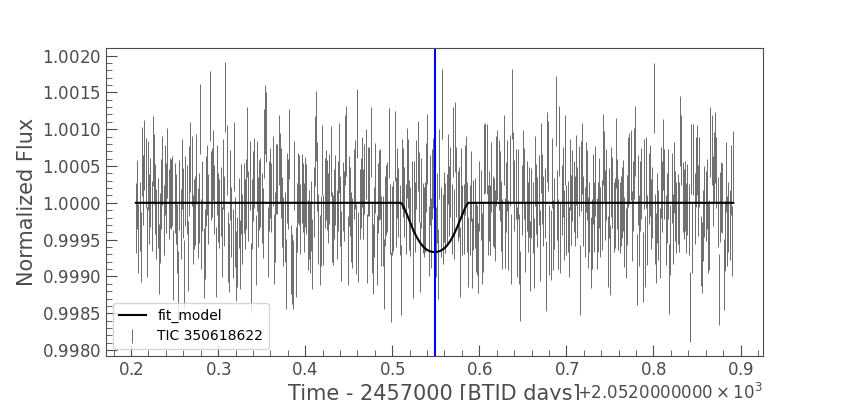 Normalized Flux
1.0020
1.0015
1.0010
1.0005
1.0000
0.9995
0.9990
0.9985
0.9980
fit_model
TIC 350618622
0.2 0.3 0.4 0.5 0.6 0.7 0.8 0.9
Time - 2457000 [BTJD days]
+2.0520000000 × 10³